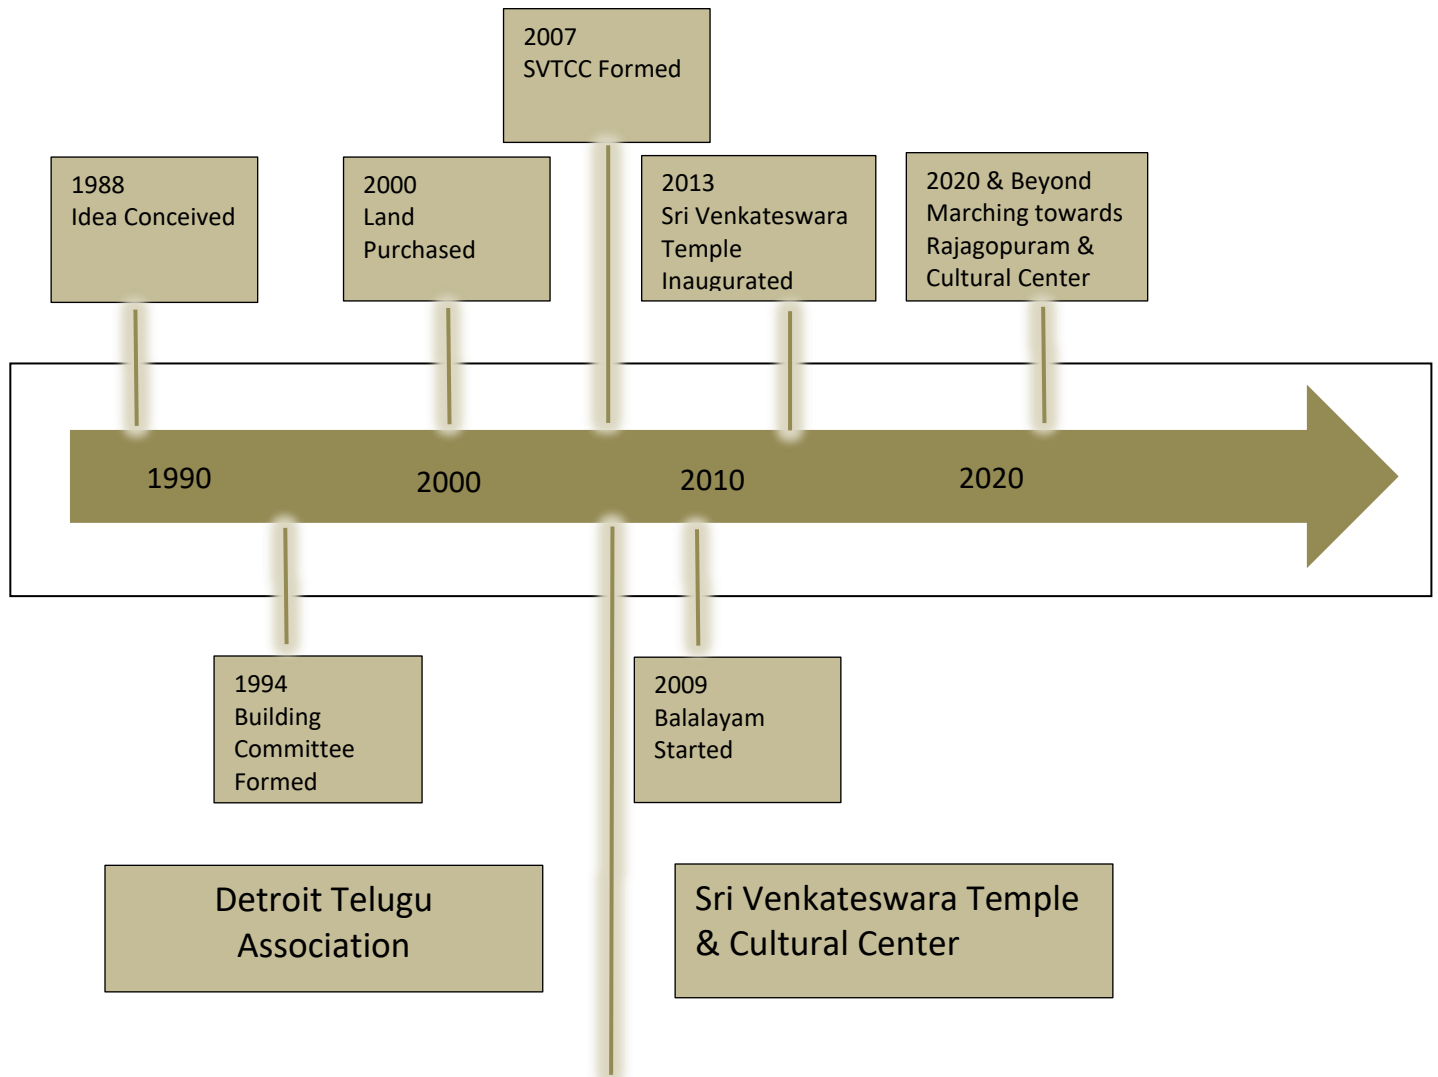 2007
SVTCC Formed
1988
Idea Conceived
2000
Land
Purchased
2013
Sri Venkateswara
Temple
Inaugurated
2020 & Beyond
Marching towards
Rajagopuram &
Cultural Center
1990
2000
2010
2020
1994
Building
Committee
Formed
2009
Balalayam
Started
Detroit Telugu
Association
Sri Venkateswara Temple
& Cultural Center